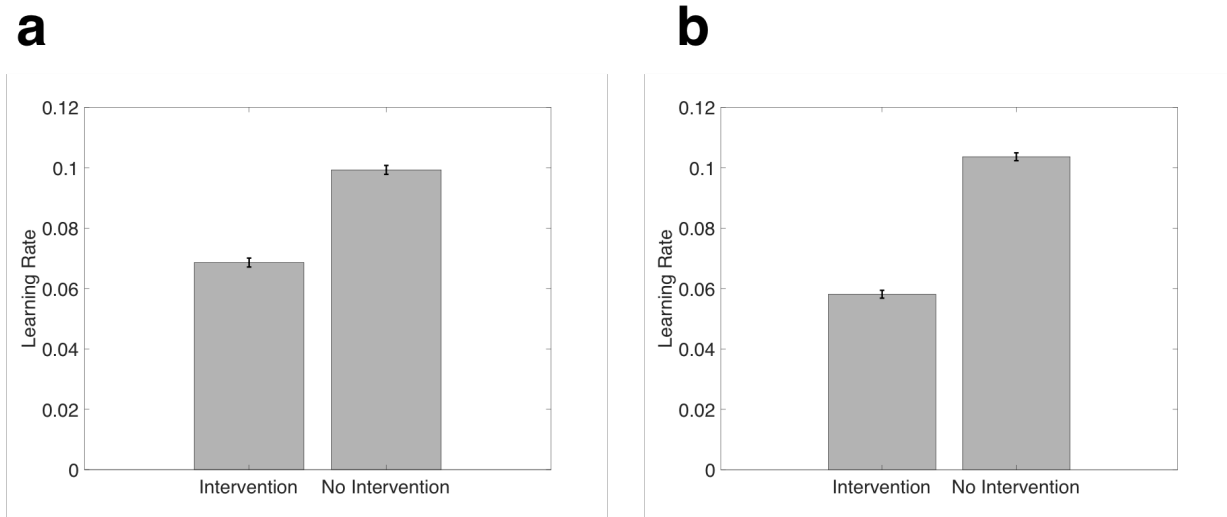 a
b
0.12
0.1
0.08
0.06
0.04
0.02
0
Learning Rate
Intervention
No Intervention
0.12
0.1
0.08
0.06
0.04
0.02
0
Learning Rate
Intervention
No Intervention